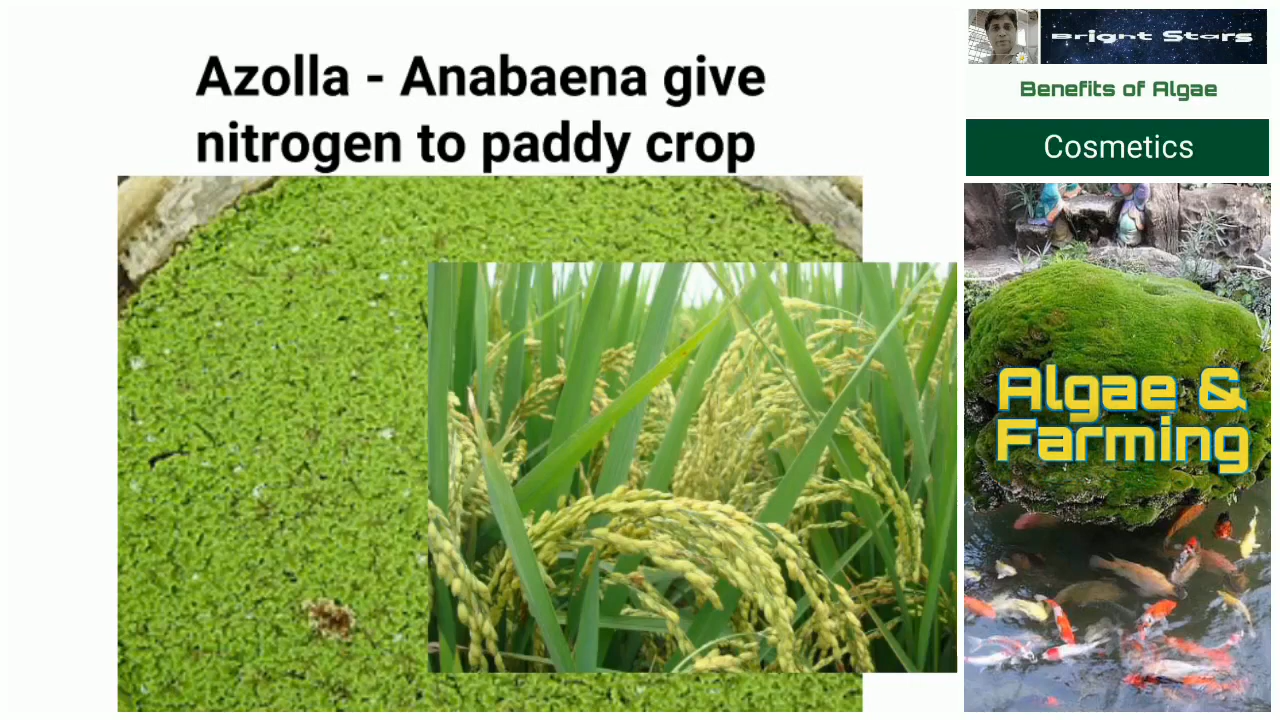 Azolla - Anabaena give
nitrogen to paddy crop
Bright Stars
Benefits of Algae
Cosmetics
Algae &
Farming